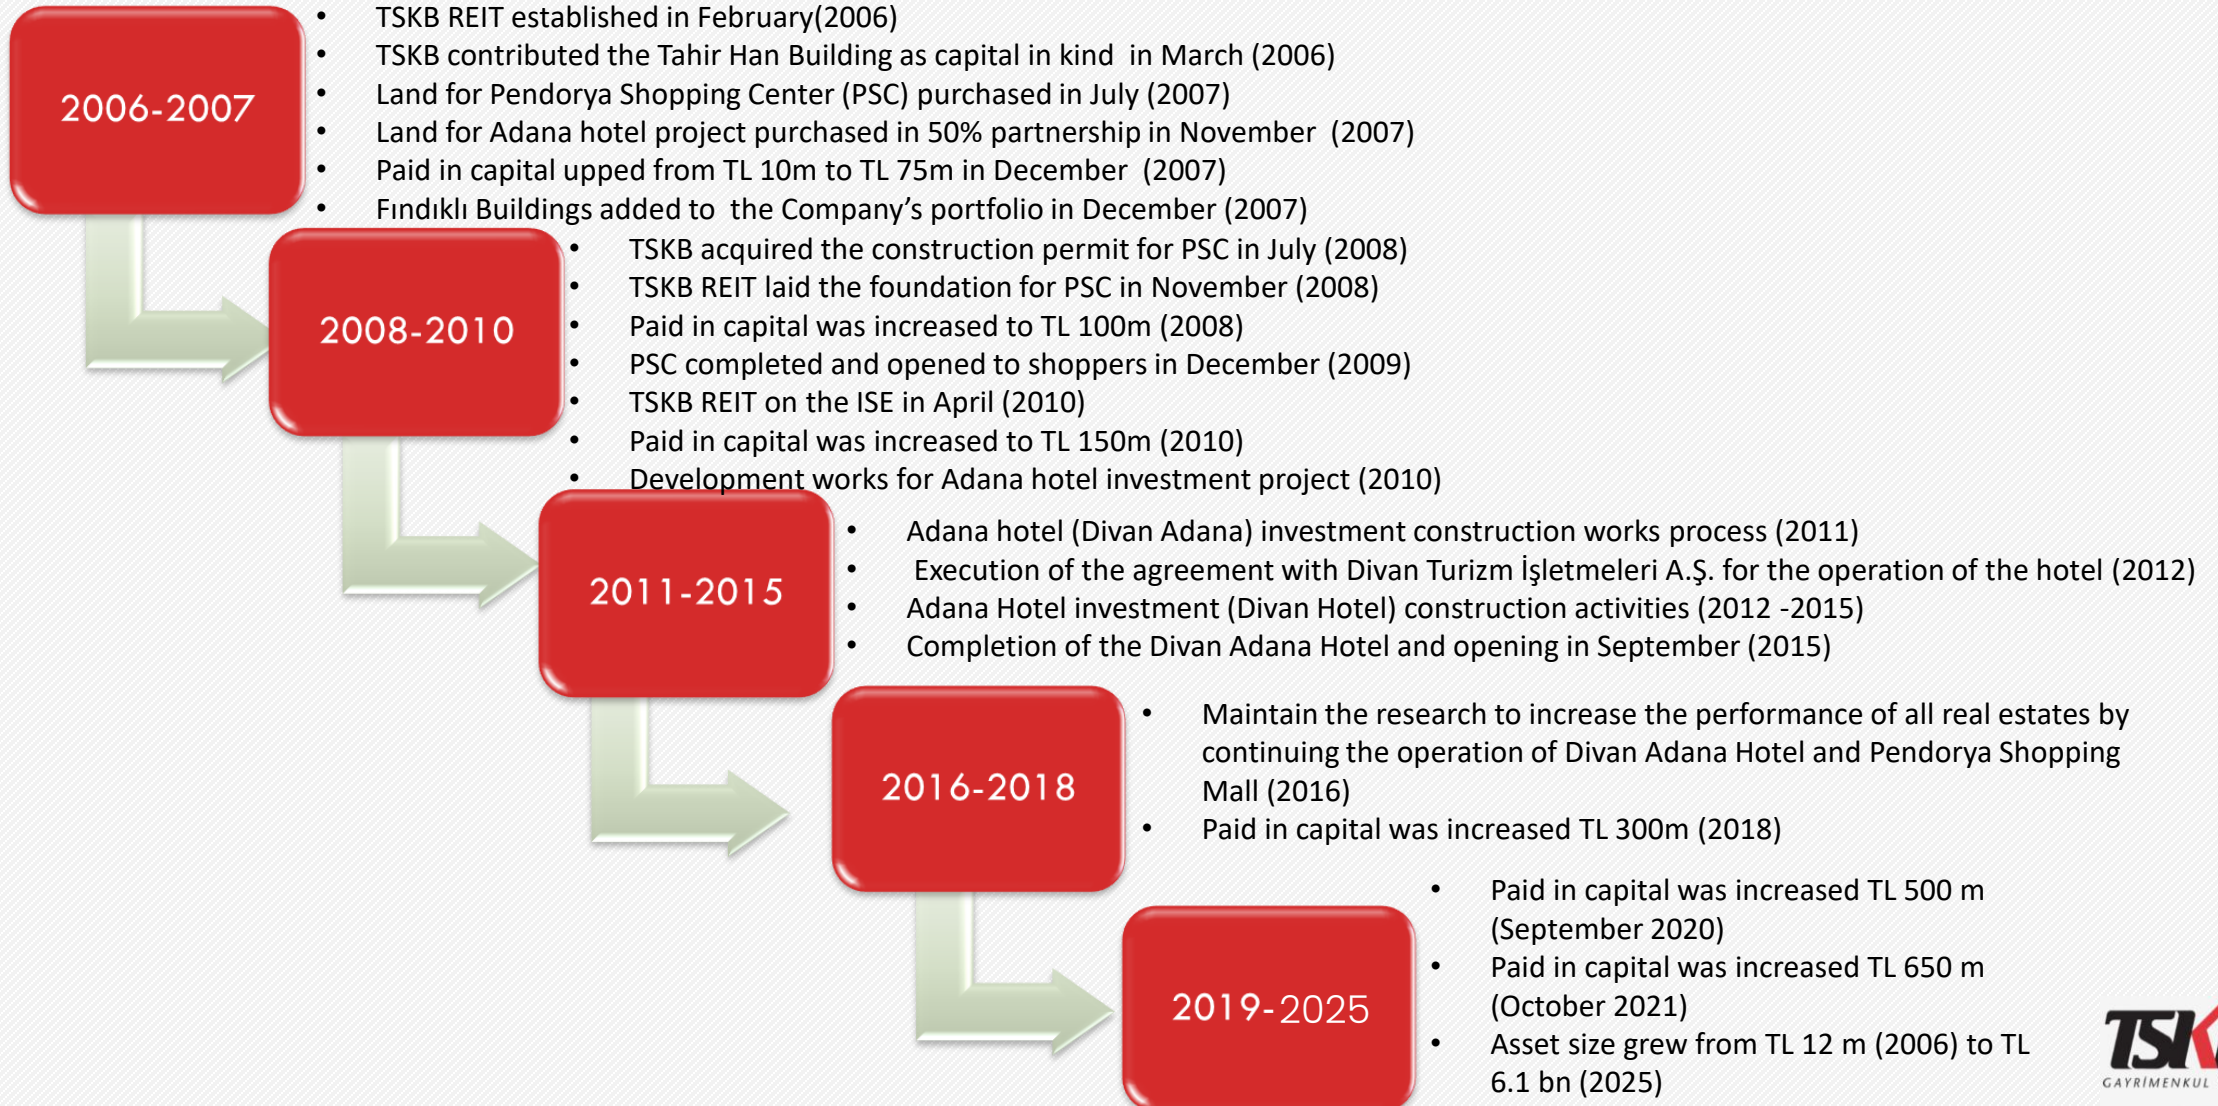 2006-2007
• TSKB REIT established in February(2006)
• TSKB contributed the Tahir Han Building as capital in kind in March (2006)
• Land for Pendorya Shopping Center (PSC) purchased in July (2007)
• Land for Adana hotel project purchased in 50% partnership in November (2007)
• Paid in capital upped from TL 10m to TL 75m in December (2007)
• Fındıklı Buildings added to the Company’s portfolio in December (2007)
2008-2010
• TSKB acquired the construction permit for PSC in July (2008)
• TSKB REIT laid the foundation for PSC in November (2008)
• Paid in capital was increased to TL 100m (2008)
• PSC completed and opened to shoppers in December (2009)
• TSKB REIT on the ISE in April (2010)
• Paid in capital was increased to TL 150m (2010)
• Development works for Adana hotel investment project (2010)
2011-2015
• Adana hotel (Divan Adana) investment construction works process (2011)
• Execution of the agreement with Divan Turizm İşletmeleri A.Ş. for the operation of the hotel (2012)
• Adana Hotel investment (Divan Hotel) construction activities (2012 -2015)
• Completion of the Divan Adana Hotel and opening in September (2015)
2016-2018
• Maintain the research to increase the performance of all real estates by
continuing the operation of Divan Adana Hotel and Pendorya Shopping
Mall (2016)
• Paid in capital was increased TL 300m (2018)
2019-2025
• Paid in capital was increased TL 500 m
(September 2020)
• Paid in capital was increased TL 650 m
(October 2021)
• Asset size grew from TL 12 m (2006) to TL
6.1 bn (2025)
GAYRİMENKUL